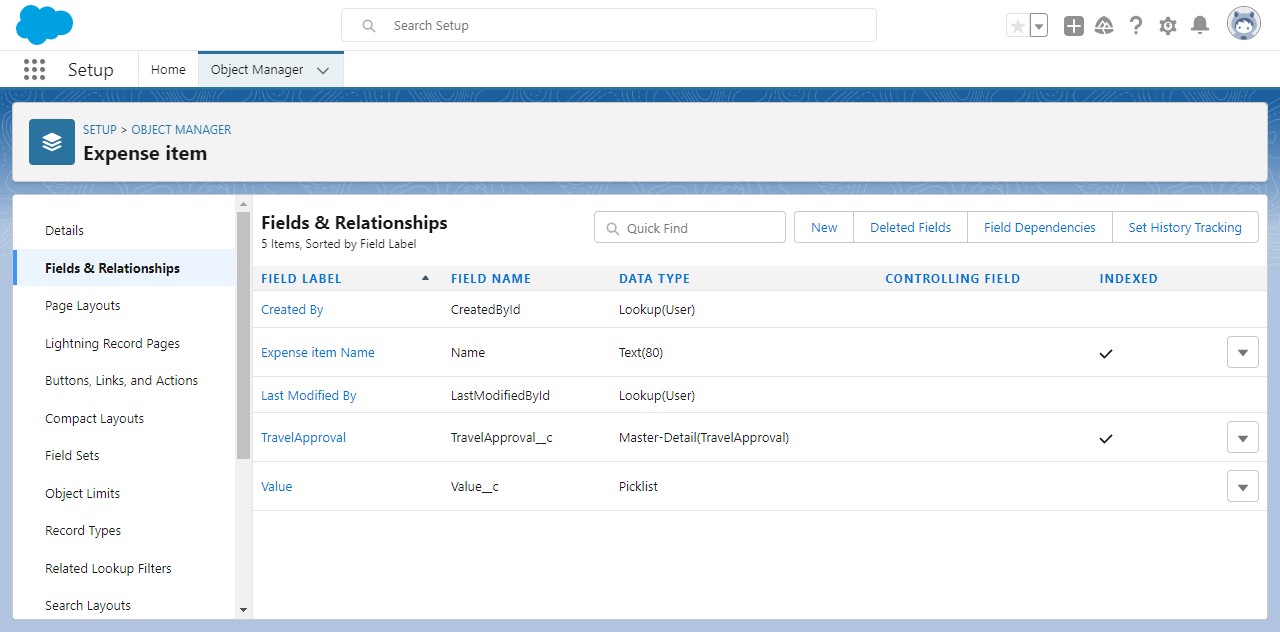 Search Setup
Setup
Home
Object Manager
SETUP > OBJECT MANAGER
Expense item
Details
Fields & Relationships
Page Layouts
Lightning Record Pages
Buttons, Links, and Actions
Compact Layouts
Field Sets
Object Limits
Record Types
Related Lookup Filters
Search Layouts
Fields & Relationships
5 Items, Sorted by Field Label
Quick Find
New
Deleted Fields
Field Dependencies
Set History Tracking
FIELD LABEL FIELD NAME DATA TYPE CONTROLLING FIELD INDEXED
Created By CreatedById Lookup(User)
Expense item Name Name Text(80)
Last Modified By LastModifiedById Lookup(User)
TravelApproval TravelApproval__c Master-Detail(TravelApproval)
Value Value__c Picklist